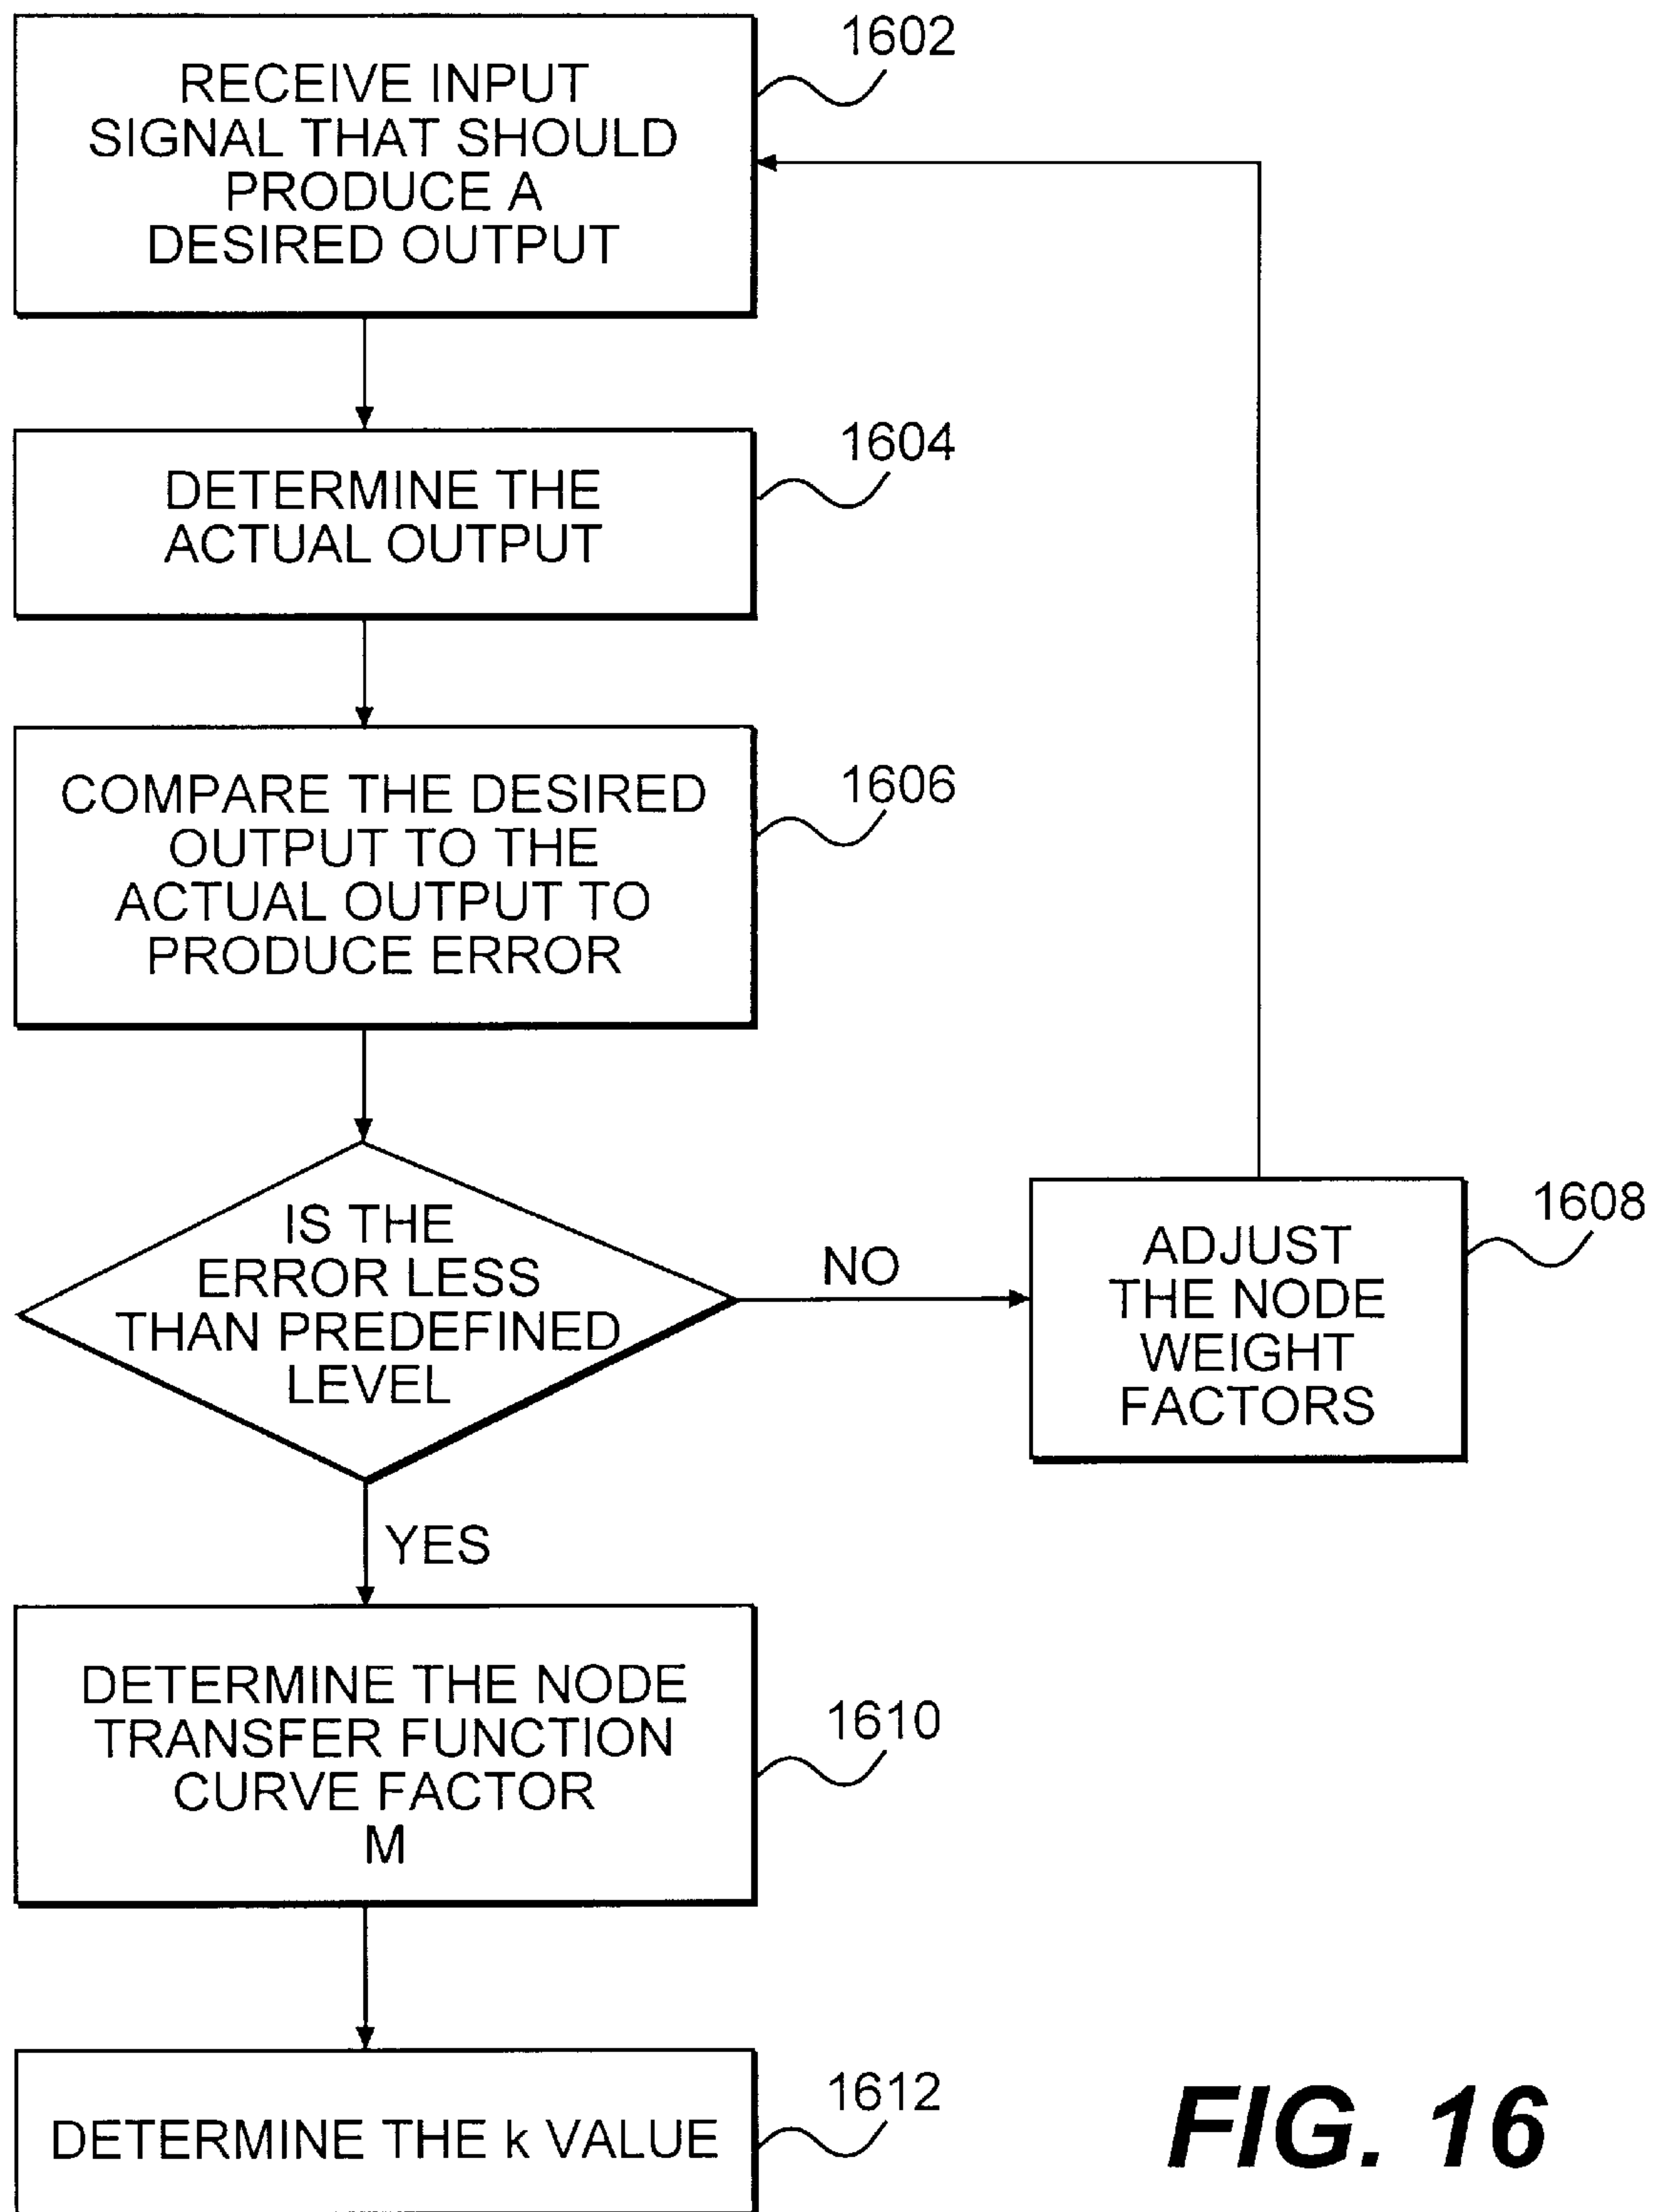 1602
RECEIVE INPUT
SIGNAL THAT SHOULD
PRODUCE A
DESIRED OUTPUT
1604
DETERMINE THE
ACTUAL OUTPUT
1606
COMPARE THE DESIRED
OUTPUT TO THE
ACTUAL OUTPUT TO
PRODUCE ERROR
IS THE
ERROR LESS
THAN PREDEFINED
LEVEL
NO
1608
ADJUST
THE NODE
WEIGHT
FACTORS
YES
DETERMINE THE NODE
TRANSFER FUNCTION
CURVE FACTOR
M
1610
1612
DETERMINE THE k VALUE
FIG. 16